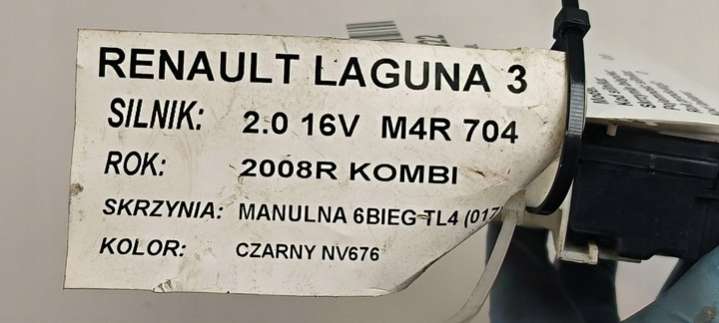 RENAULT LAGUNA 3
SILNIK: 2.0 16V M4R 704
ROK: 2008R KOMBI
SKRZYNIA: MANULNA 6BIEG TL4 (017
KOLOR: CZARNY NV676